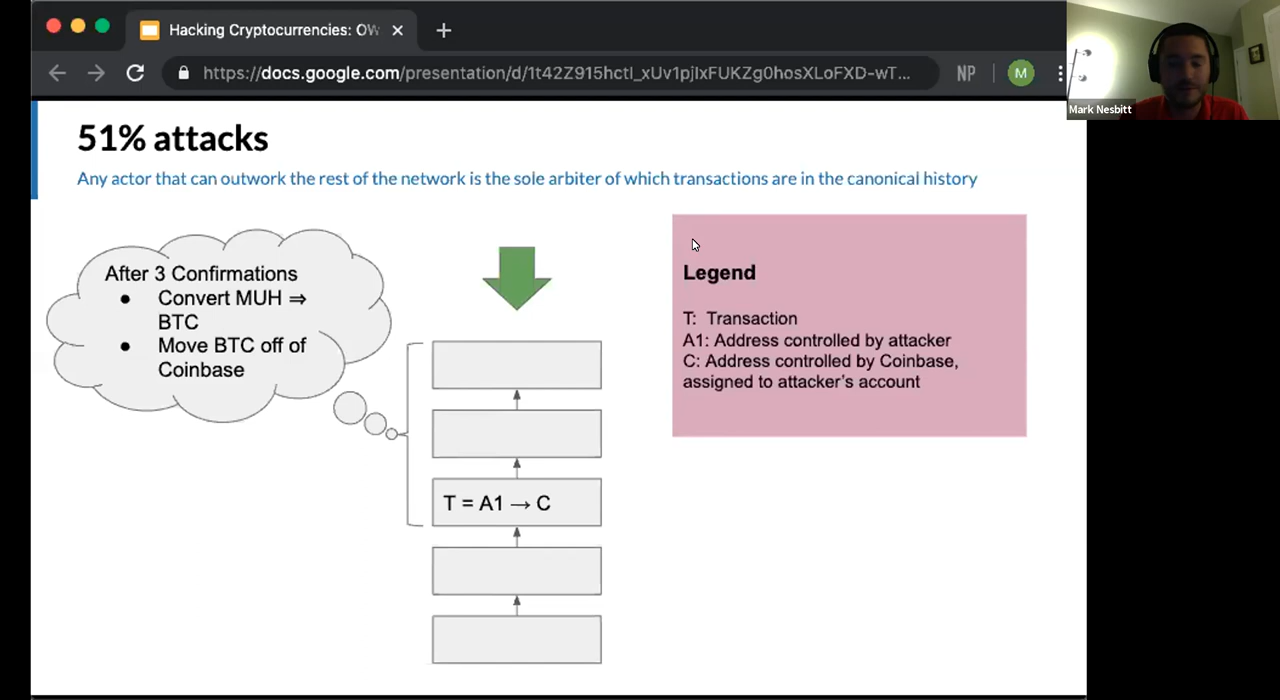 Hacking Cryptocurrencies: OW
https://docs.google.com/presentation/d/1t42Z915hctI_xUv1pjIxFUKZg0hosXLoFXD-wT...
NP
M
Mark Nesbitt
51% attacks
Any actor that can outwork the rest of the network is the sole arbiter of which transactions are in the canonical history
After 3 Confirmations
● Convert MUH ⇒
BTC
● Move BTC off of
Coinbase
T = A1 → C
Legend
T: Transaction
A1: Address controlled by attacker
C: Address controlled by Coinbase,
assigned to attacker's account